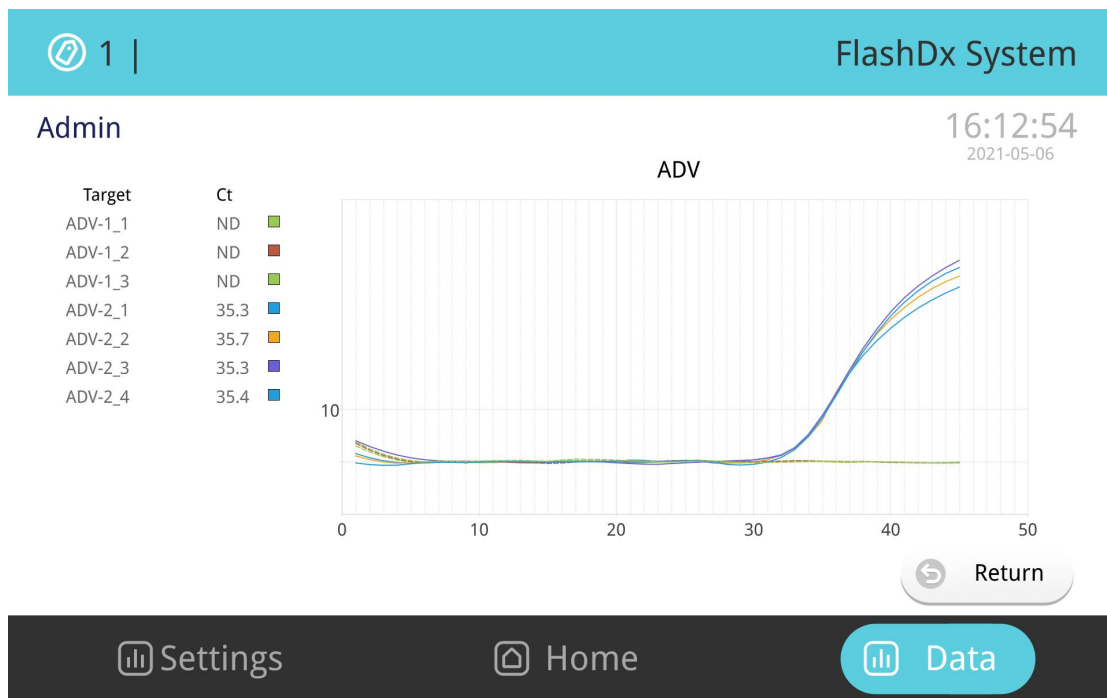 1 | FlashDx System
Admin
16:12:54
2021-05-06
ADV
Target Ct
ADV-1_1 ND
ADV-1_2 ND
ADV-1_3 ND
ADV-2_1 35.3
ADV-2_2 35.7
ADV-2_3 35.3
ADV-2_4 35.4
10
0 10 20 30 40 50
Return
Settings Home Data